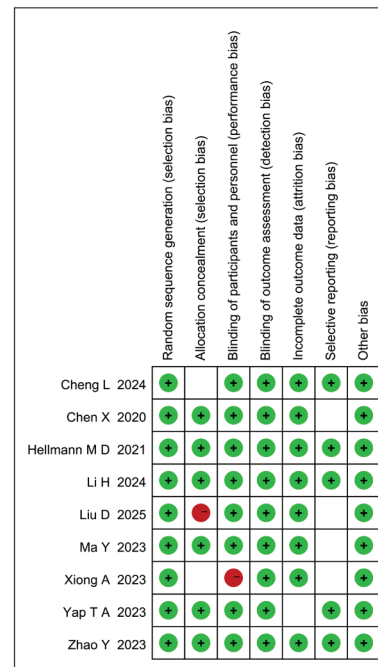 Random sequence generation (selection bias)
Allocation concealment (selection bias)
Blinding of participants and personnel (performance bias)
Blinding of outcome assessment (detection bias)
Incomplete outcome data (attrition bias)
Selective reporting (reporting bias)
Other bias
Cheng L 2024 + + + + + +
Chen X 2020 + + + + + +
Hellmann M D 2021 + + + + + + +
Li H 2024 + + + + + + +
Liu D 2025 + − + + + +
Ma Y 2023 + + + + + +
Xiong A 2023 + − + + +
Yap T A 2023 + + + + + +
Zhao Y 2023 + + + + + + +